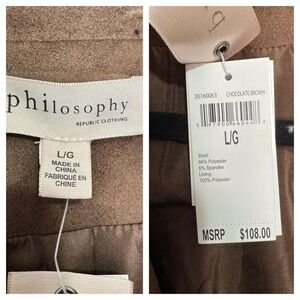 philosophy
REPUBLIC CLOTHING
L/G
MADE IN
CHINA
FABRIQUÉ EN
CHINE
30160063 CHOCOLATE BROWN
L/G
Shell:
94% Polyester
6% Spandex
Lining:
100% Polyester
MSRP $108.00